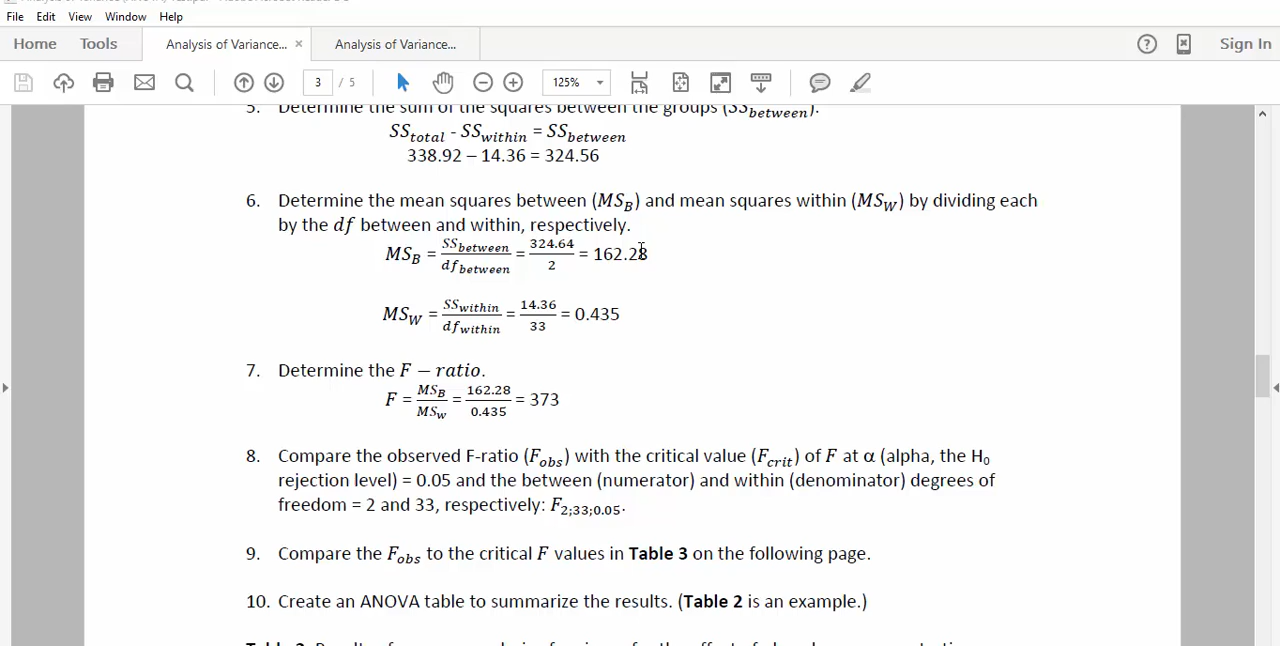 File Edit View Window Help
Home Tools Analysis of Variance... × Analysis of Variance... Sign In
3 / 5 125%
5. Determine the sum of the squares between the groups (SSbetween).
SStotal - SSwithin = SSbetween
338.92 – 14.36 = 324.56
6. Determine the mean squares between (MSB) and mean squares within (MSW) by dividing each
by the df between and within, respectively.
MSB = SSbetween / dfbetween = 324.64 / 2 = 162.28
MSW = SSwithin / dfwithin = 14.36 / 33 = 0.435
7. Determine the F – ratio.
F = MSB / MSw = 162.28 / 0.435 = 373
8. Compare the observed F-ratio (Fobs) with the critical value (Fcrit) of F at α (alpha, the H0
rejection level) = 0.05 and the between (numerator) and within (denominator) degrees of
freedom = 2 and 33, respectively: F2;33;0.05.
9. Compare the Fobs to the critical F values in Table 3 on the following page.
10. Create an ANOVA table to summarize the results. (Table 2 is an example.)